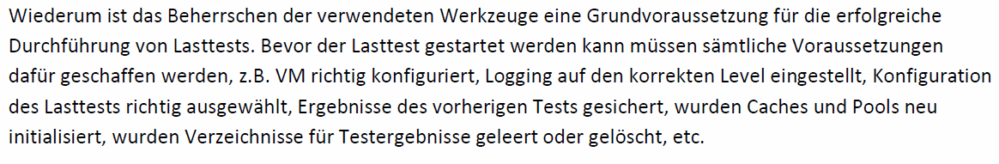 Wiederum ist das Beherrschen der verwendeten Werkzeuge eine Grundvoraussetzung für die erfolgreiche
Durchführung von Lasttests. Bevor der Lasttest gestartet werden kann müssen sämtliche Voraussetzungen
dafür geschaffen werden, z.B. VM richtig konfiguriert, Logging auf den korrekten Level eingestellt, Konfiguration
des Lasttests richtig ausgewählt, Ergebnisse des vorherigen Tests gesichert, wurden Caches und Pools neu
initialisiert, wurden Verzeichnisse für Testergebnisse geleert oder gelöscht, etc.